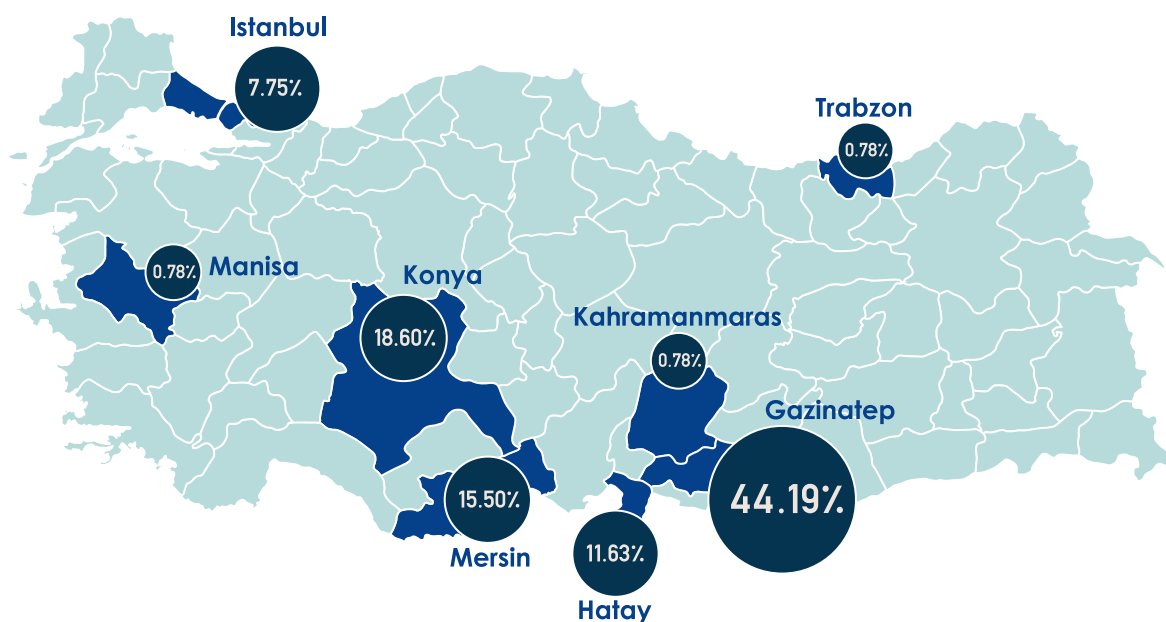 Istanbul
7.75%
Trabzon
0.78%
Manisa
0.78%
Konya
18.60%
Kahramanmaras
0.78%
Gazinatep
44.19%
15.50%
Mersin
11.63%
Hatay